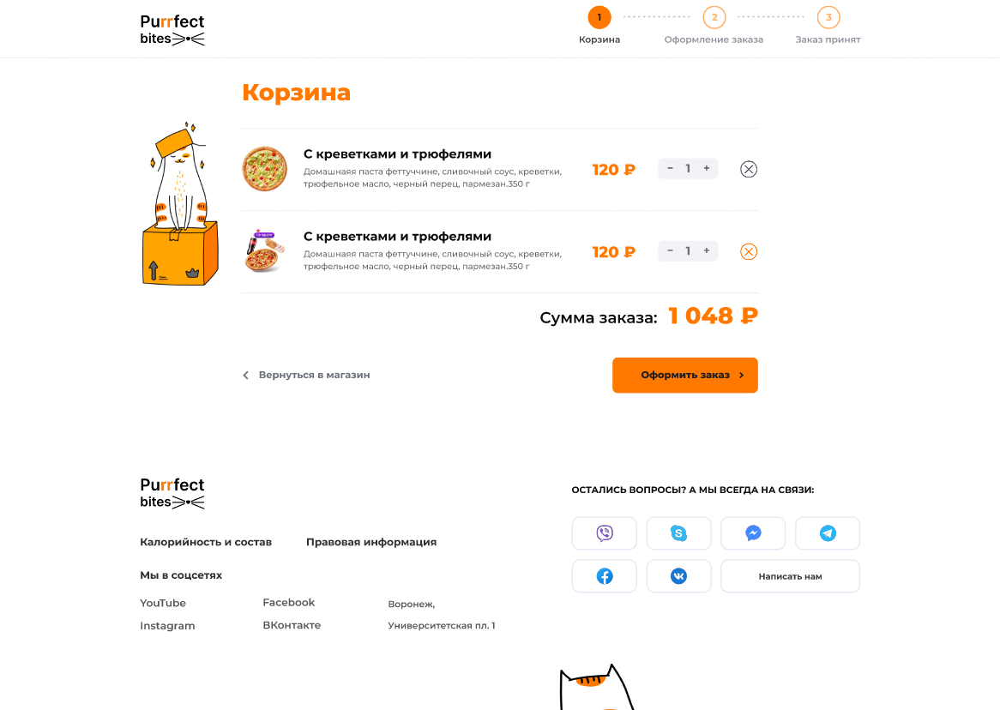 Purrfect
bites
1
2
3
Корзина
Оформление заказа
Заказ принят
Корзина
С креветками и трюфелями
Домашняя паста феттуччине, сливочный соус, креветки,
трюфельное масло, черный перец, пармезан.350 г
120 ₽
− 1 +
С креветками и трюфелями
Домашняя паста феттуччине, сливочный соус, креветки,
трюфельное масло, черный перец, пармезан.350 г
120 ₽
− 1 +
Сумма заказа: 1 048 ₽
Вернуться в магазин
Оформить заказ
Purrfect
bites
ОСТАЛИСЬ ВОПРОСЫ? А МЫ ВСЕГДА НА СВЯЗИ:
Калорийность и состав
Правовая информация
Написать нам
Мы в соцсетях
YouTube
Facebook
Воронеж,
Instagram
ВКонтакте
Университетская пл. 1